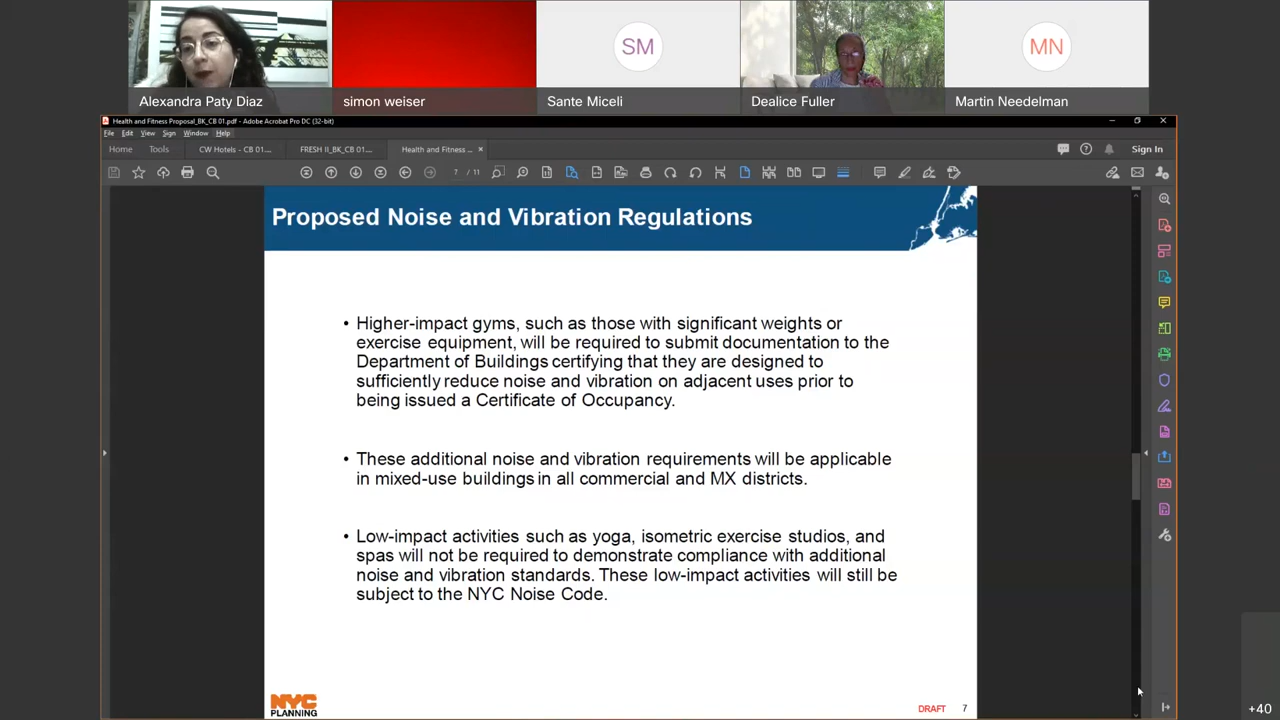 SM
MN
Alexandra Paty Diaz
simon weiser
Sante Miceli
Dealice Fuller
Martin Needelman
Health and Fitness Proposal_BK_CB 01.pdf - Adobe Acrobat Pro DC (32-bit)
File Edit View Sign Window Help
Home Tools CW Hotels - CB 01.... FRESH II_BK_CB 01.... Health and Fitness ... × Sign In
7 / 11
Proposed Noise and Vibration Regulations
• Higher-impact gyms, such as those with significant weights or
exercise equipment, will be required to submit documentation to the
Department of Buildings certifying that they are designed to
sufficiently reduce noise and vibration on adjacent uses prior to
being issued a Certificate of Occupancy.
• These additional noise and vibration requirements will be applicable
in mixed-use buildings in all commercial and MX districts.
• Low-impact activities such as yoga, isometric exercise studios, and
spas will not be required to demonstrate compliance with additional
noise and vibration standards. These low-impact activities will still be
subject to the NYC Noise Code.
NYC
PLANNING
DRAFT 7
+40